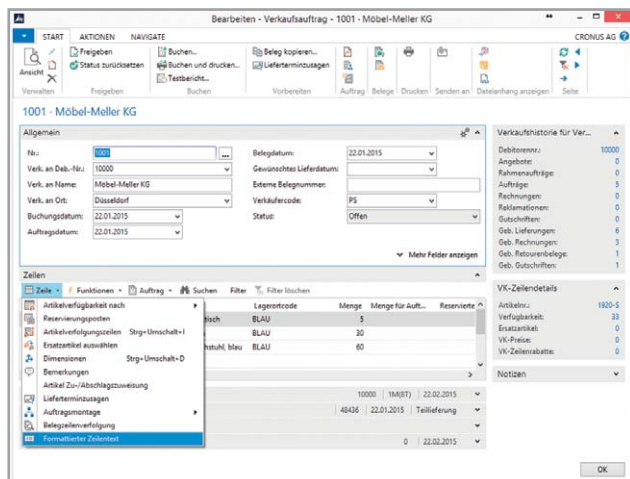 Bearbeiten - Verkaufsauftrag - 1001 · Möbel-Meller KG
START AKTIONEN NAVIGATE CRONUS AG
Ansicht
Freigeben
Status zurücksetzen
Buchen...
Buchen und drucken...
Testbericht...
Beleg kopieren...
Lieferterminzusagen
Verwalten Freigeben Buchen Vorbereiten Auftrag Belege Drucken Senden an Dateianhang anzeigen Seite
1001 · Möbel-Meller KG
Allgemein
Nr.: 1001
Verk. an Deb.-Nr.: 10000
Verk. an Name: Möbel-Meller KG
Verk. an Ort: Düsseldorf
Buchungsdatum: 22.01.2015
Auftragsdatum: 22.01.2015
Belegdatum: 22.01.2015
Gewünschtes Lieferdatum:
Externe Belegnummer:
Verkäufercode: PS
Status: Offen
Mehr Felder anzeigen
Zeilen
Zeile Funktionen Auftrag Suchen Filter Filter löschen
Lagerortcode Menge Menge für Auft... Reservierte
tisch BLAU 5
BLAU 30
hstuhl, blau BLAU 60
Artikelverfügbarkeit nach
Reservierungsposten
Artikelverfolgungszeilen Strg+Umschalt+I
Ersatzartikel auswählen
Dimensionen Strg+Umschalt+D
Bemerkungen
Artikel Zu-/Abschlagszuweisung
Lieferterminzusagen
Auftragsmontage
Belegzeilenverfolgung
Formattierter Zeilentext
10000 1M(8T) 22.02.2015
48436 22.01.2015 Teillieferung
0 22.02.2015
Verkaufshistorie für Ver...
Debitorennr.: 10000
Angebote: 0
Rahmenaufträge: 0
Aufträge: 5
Rechnungen: 0
Reklamationen: 0
Gutschriften: 0
Geb. Lieferungen: 6
Geb. Rechnungen: 3
Geb. Retourenbelege: 1
Geb. Gutschriften: 1
VK-Zeilendetails
Artikelnr.: 1920-S
Verfügbarkeit: 33
Ersatzartikel: 0
VK-Preise: 0
VK-Zeilenrabatte: 0
Notizen
OK